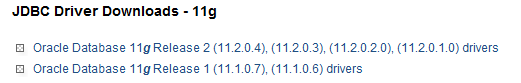 JDBC Driver Downloads - 11g
Oracle Database 11g Release 2 (11.2.0.4), (11.2.0.3), (11.2.0.2.0), (11.2.0.1.0) drivers
Oracle Database 11g Release 1 (11.1.0.7), (11.1.0.6) drivers